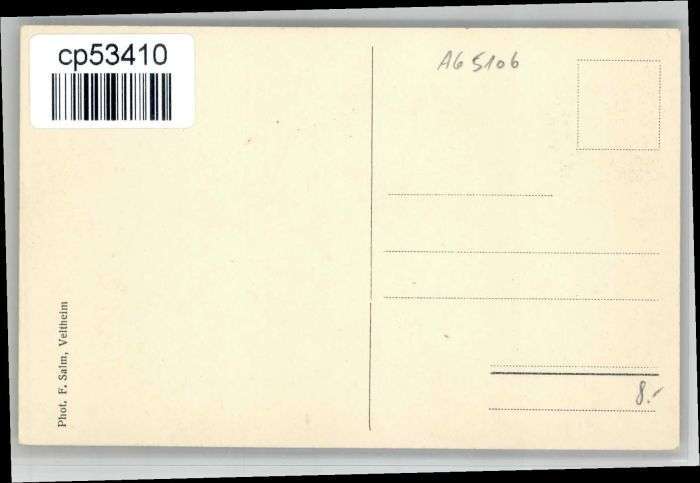 cp53410
AG 5106
8.-
Phot. F. Salm, Veltheim